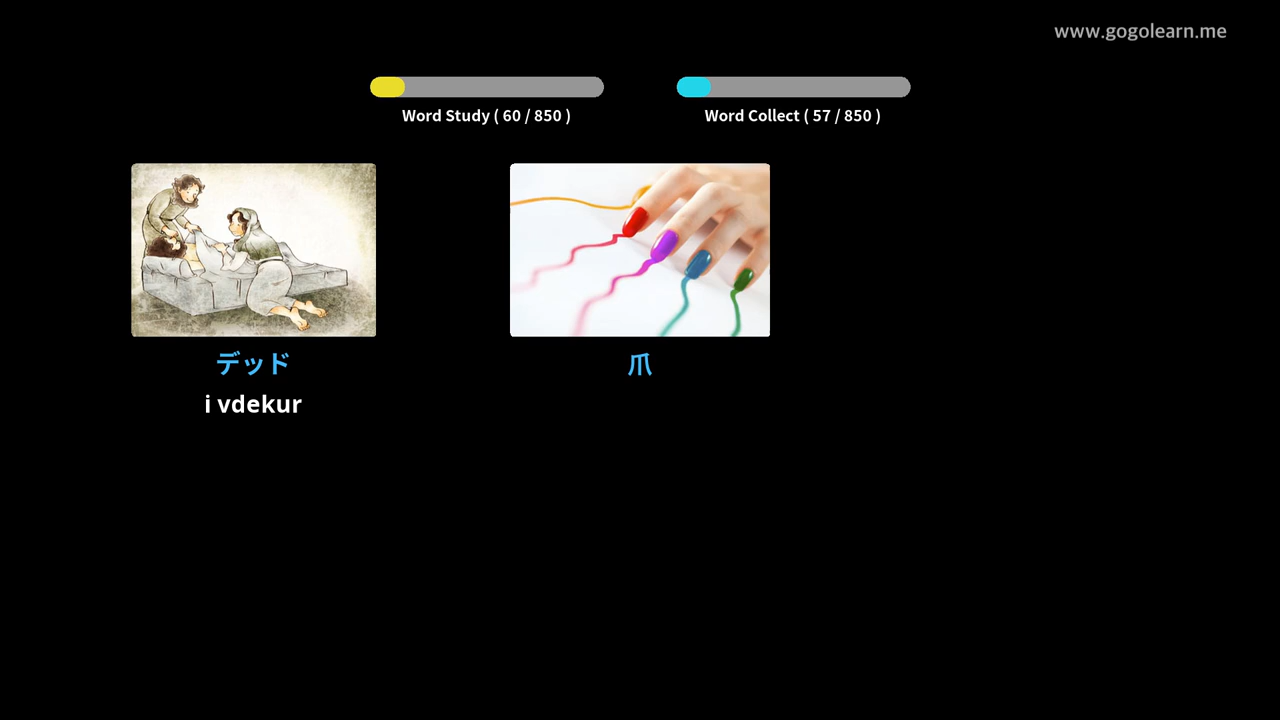 www.gogolearn.me
Word Study ( 60 / 850 )
Word Collect ( 57 / 850 )
デッド
i vdekur
爪